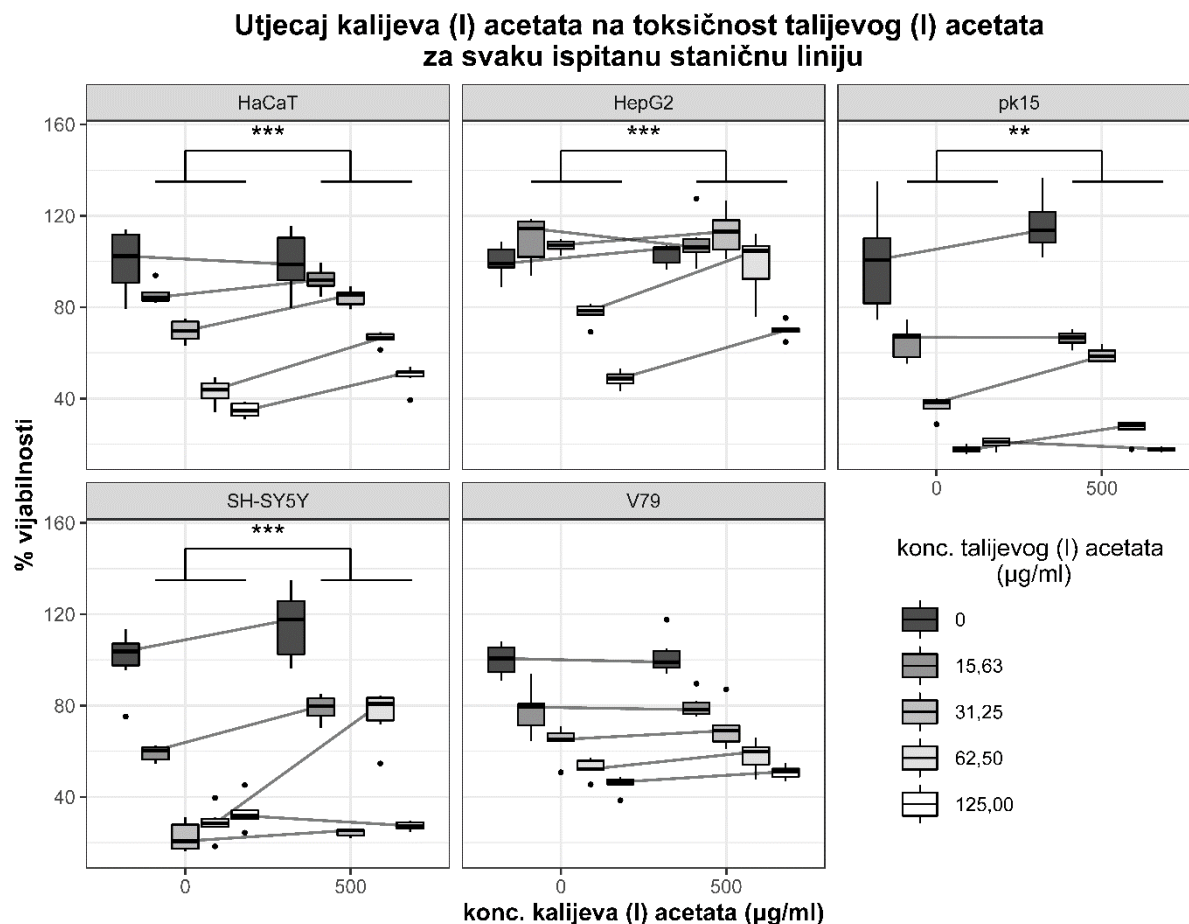 Utjecaj kalijeva (I) acetata na toksičnost talijevog (I) acetata
za svaku ispitanu staničnu liniju
HaCaT
HepG2
pk15
160
***
***
**
120
80
40
0
500
SH-SY5Y
V79
160
***
120
80
40
0
500
0
500
% vijabilnosti
konc. kalijeva (I) acetata (µg/ml)
konc. talijevog (I) acetata
(µg/ml)
0
15,63
31,25
62,50
125,00